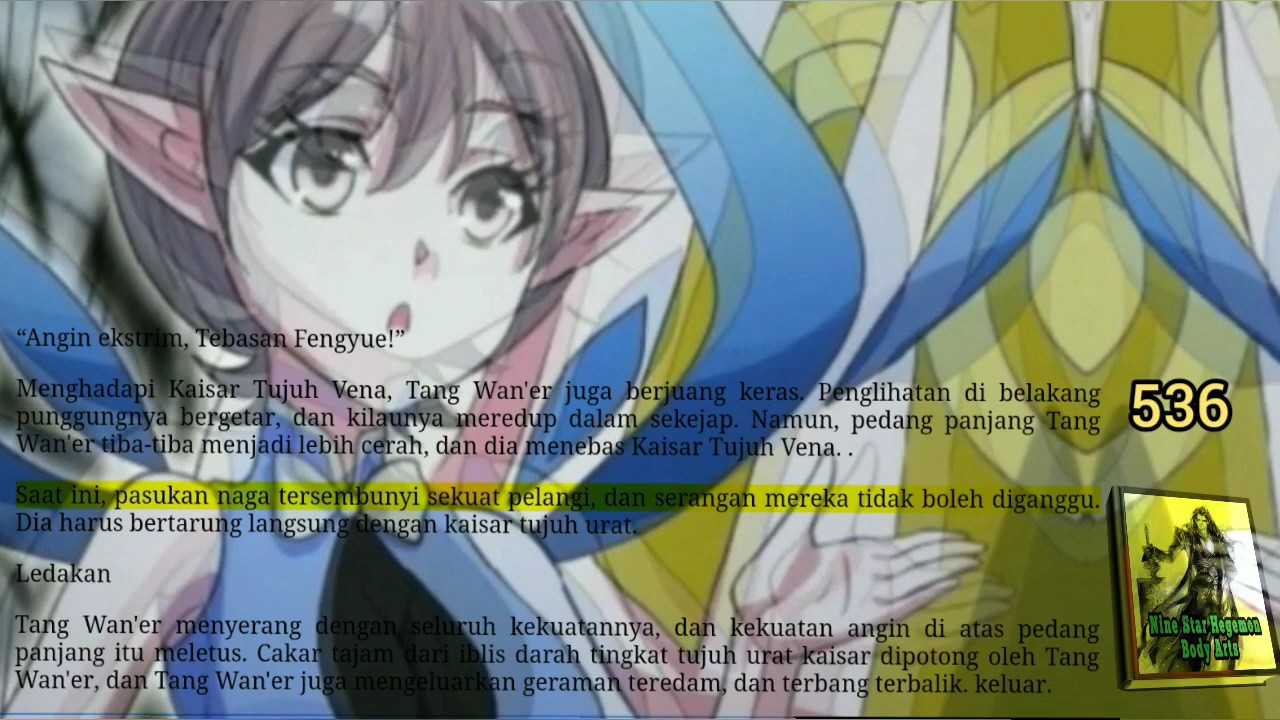 “Angin ekstrim, Tebasan Fengyue!”
Menghadapi Kaisar Tujuh Vena, Tang Wan'er juga berjuang keras. Penglihatan di belakang
punggungnya bergetar, dan kilaunya meredup dalam sekejap. Namun, pedang panjang Tang
Wan'er tiba-tiba menjadi lebih cerah, dan dia menebas Kaisar Tujuh Vena. .
536
Saat ini, pasukan naga tersembunyi sekuat pelangi, dan serangan mereka tidak boleh diganggu.
Dia harus bertarung langsung dengan kaisar tujuh urat.
Ledakan
Tang Wan'er menyerang dengan seluruh kekuatannya, dan kekuatan angin di atas pedang
panjang itu meletus. Cakar tajam dari iblis darah tingkat tujuh urat kaisar dipotong oleh Tang
Wan'er, dan Tang Wan'er juga mengeluarkan geraman teredam, dan terbang terbalik. keluar.
Nine Star Hegemon
Body Arts